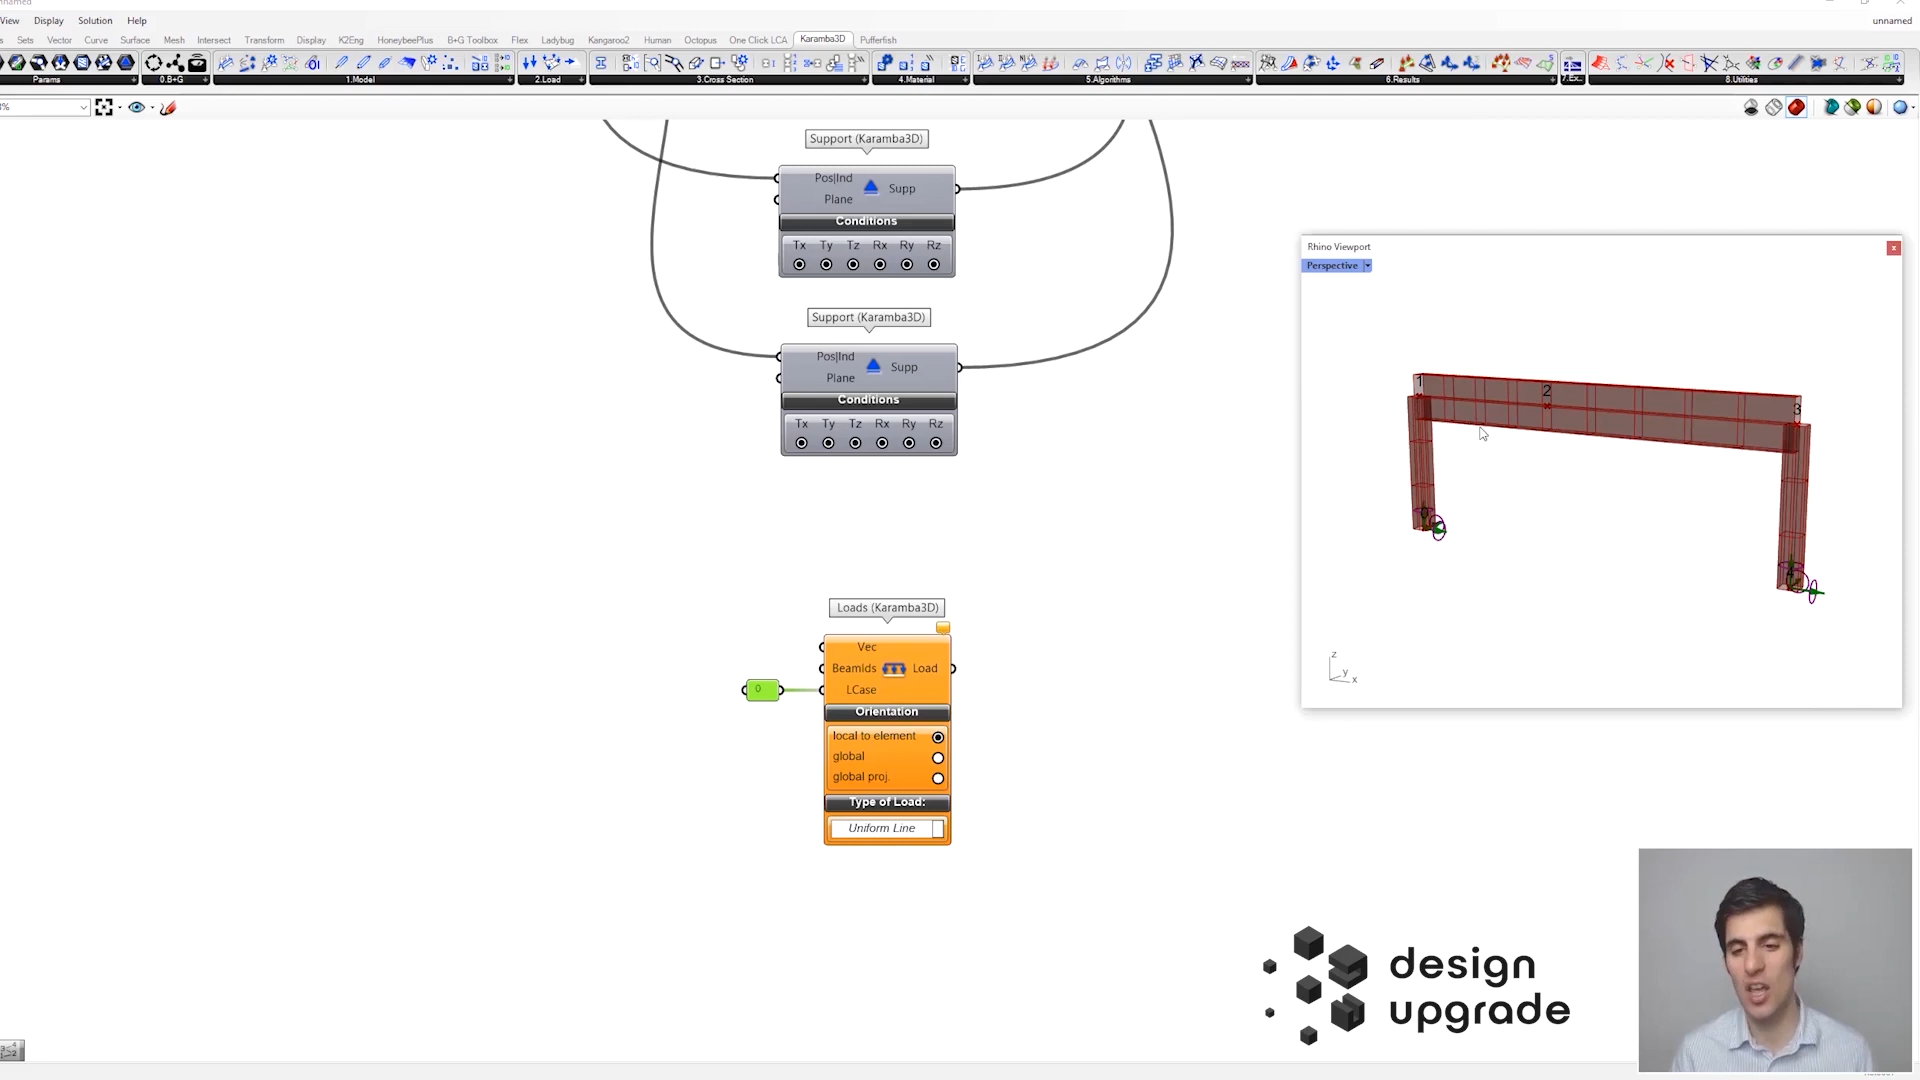 unnamed
View Display Solution Help
unnamed
Sets Vector Curve Surface Mesh Intersect Transform Display K2Eng HoneybeePlus B+G Toolbox Flex Ladybug Kangaroo2 Human Octopus One Click LCA Karamba3D Pufferfish
Params 0.B+G 1.Model 2.Load 3.Cross Section 4.Material 5.Algorithms 6.Results 7.Ex... 8.Utilities
Support (Karamba3D)
Pos|Ind
Supp
Plane
Conditions
Tx Ty Tz Rx Ry Rz
Support (Karamba3D)
Pos|Ind
Supp
Plane
Conditions
Tx Ty Tz Rx Ry Rz
Rhino Viewport
x
Perspective
1
2
3
0
z
y
x
Loads (Karamba3D)
Vec
BeamIds Load
0
LCase
Orientation
local to element
global
global proj.
Type of Load:
Uniform Line
design
upgrade